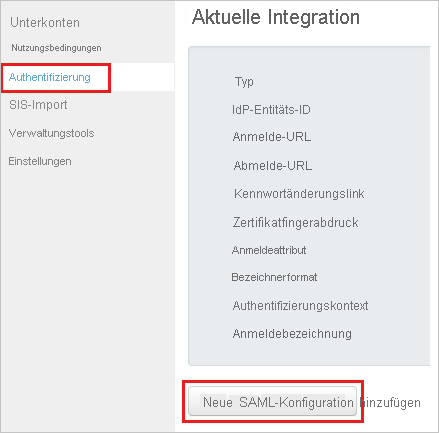 Unterkonten
Nutzungsbedingungen
Authentifizierung
SIS-Import
Verwaltungstools
Einstellungen
Aktuelle Integration
Typ
IdP-Entitäts-ID
Anmelde-URL
Abmelde-URL
Kennwortänderungslink
Zertifikatfingerabdruck
Anmeldeattribut
Bezeichnerformat
Authentifizierungskontext
Anmeldebezeichnung
Neue SAML-Konfiguration hinzufügen